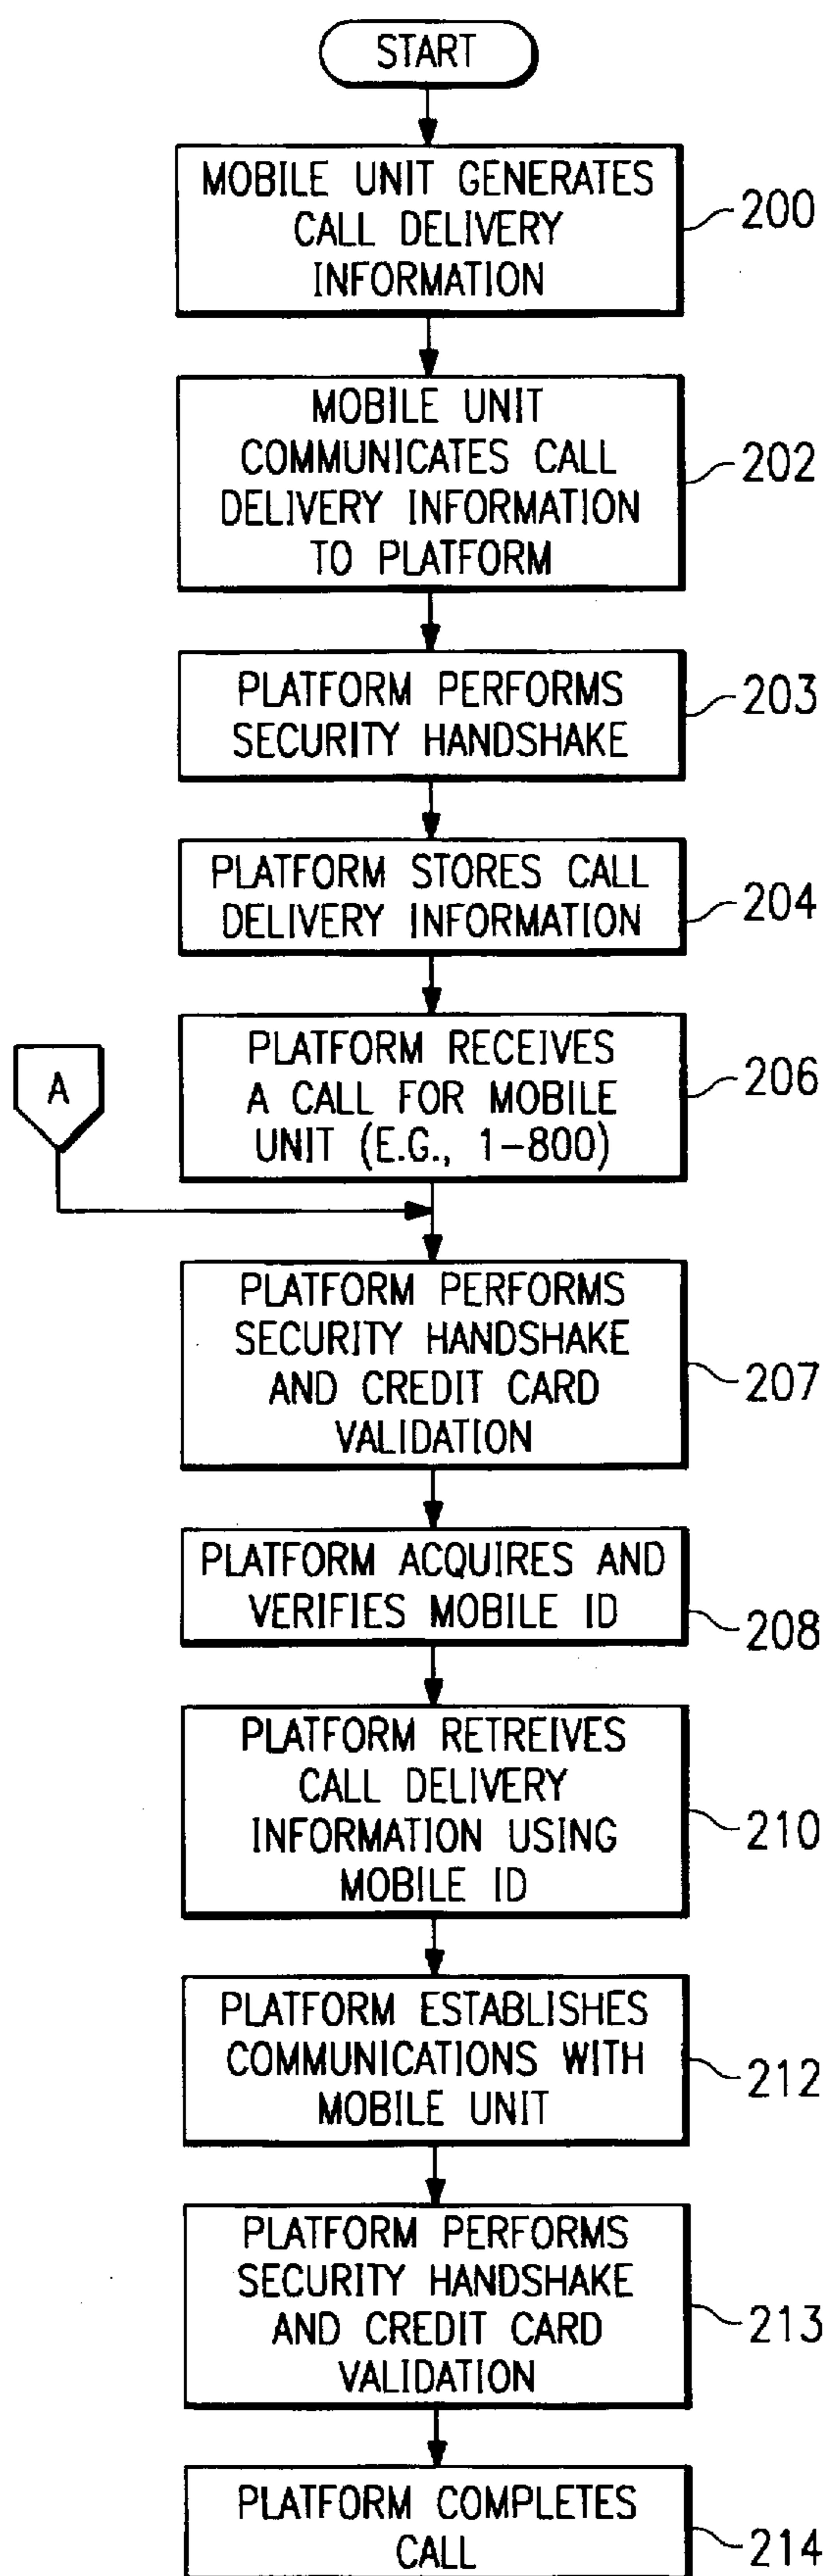 START
MOBILE UNIT GENERATES
CALL DELIVERY
INFORMATION
200
MOBILE UNIT
COMMUNICATES CALL
DELIVERY INFORMATION
TO PLATFORM
202
PLATFORM PERFORMS
SECURITY HANDSHAKE
203
PLATFORM STORES CALL
DELIVERY INFORMATION
204
PLATFORM RECEIVES
A CALL FOR MOBILE
UNIT (E.G., 1-800)
206
A
PLATFORM PERFORMS
SECURITY HANDSHAKE
AND CREDIT CARD
VALIDATION
207
PLATFORM ACQUIRES AND
VERIFIES MOBILE ID
208
PLATFORM RETREIVES
CALL DELIVERY
INFORMATION USING
MOBILE ID
210
PLATFORM ESTABLISHES
COMMUNICATIONS WITH
MOBILE UNIT
212
PLATFORM PERFORMS
SECURITY HANDSHAKE
AND CREDIT CARD
VALIDATION
213
PLATFORM COMPLETES
CALL
214